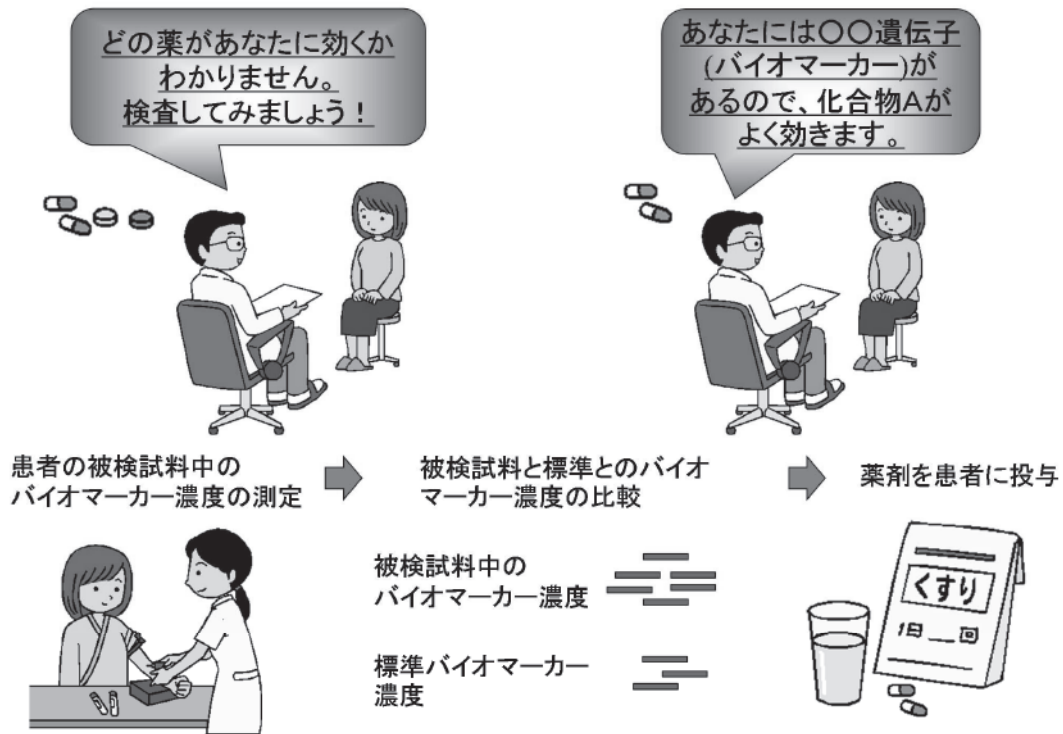 どの薬があなたに効くか
わかりません。
検査してみましょう！
あなたには〇〇遺伝子
(バイオマーカー)が
あるので、化合物Aが
よく効きます。
患者の被検試料中の
バイオマーカー濃度の測定
被検試料と標準とのバイオ
マーカー濃度の比較
薬剤を患者に投与
被検試料中の
バイオマーカー濃度
標準バイオマーカー
濃度
くすり
1日__回